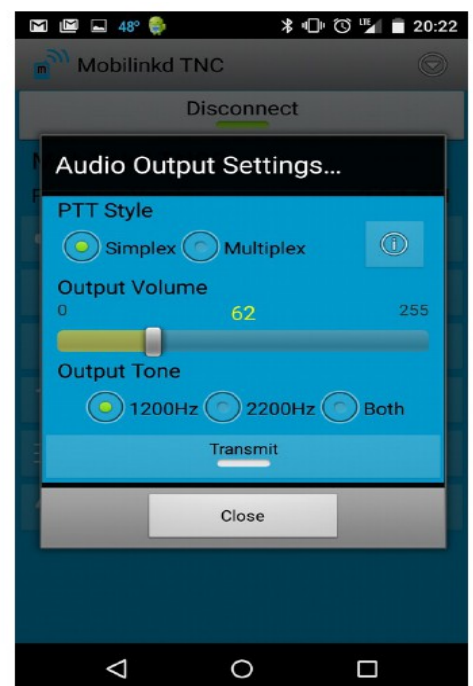 48° LTE 20:22
Mobilinkd TNC
Disconnect
Audio Output Settings...
PTT Style
Simplex Multiplex
Output Volume
0 62 255
Output Tone
1200Hz 2200Hz Both
Transmit
Close